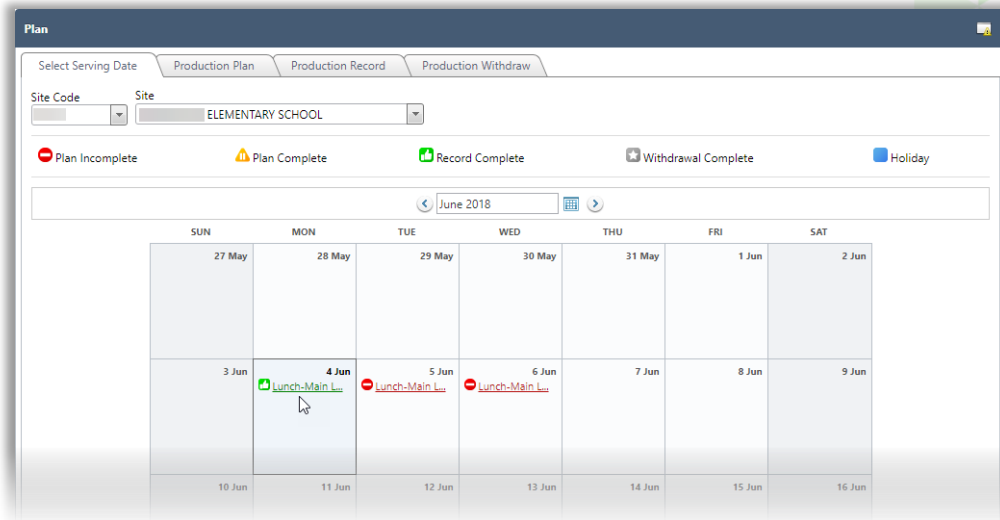 Plan
Select Serving Date Production Plan Production Record Production Withdraw
Site Code Site
ELEMENTARY SCHOOL
Plan Incomplete Plan Complete Record Complete Withdrawal Complete Holiday
June 2018
SUN MON TUE WED THU FRI SAT
27 May 28 May 29 May 30 May 31 May 1 Jun 2 Jun
3 Jun 4 Jun 5 Jun 6 Jun 7 Jun 8 Jun 9 Jun
Lunch-Main L... Lunch-Main L... Lunch-Main L...
10 Jun 11 Jun 12 Jun 13 Jun 14 Jun 15 Jun 16 Jun